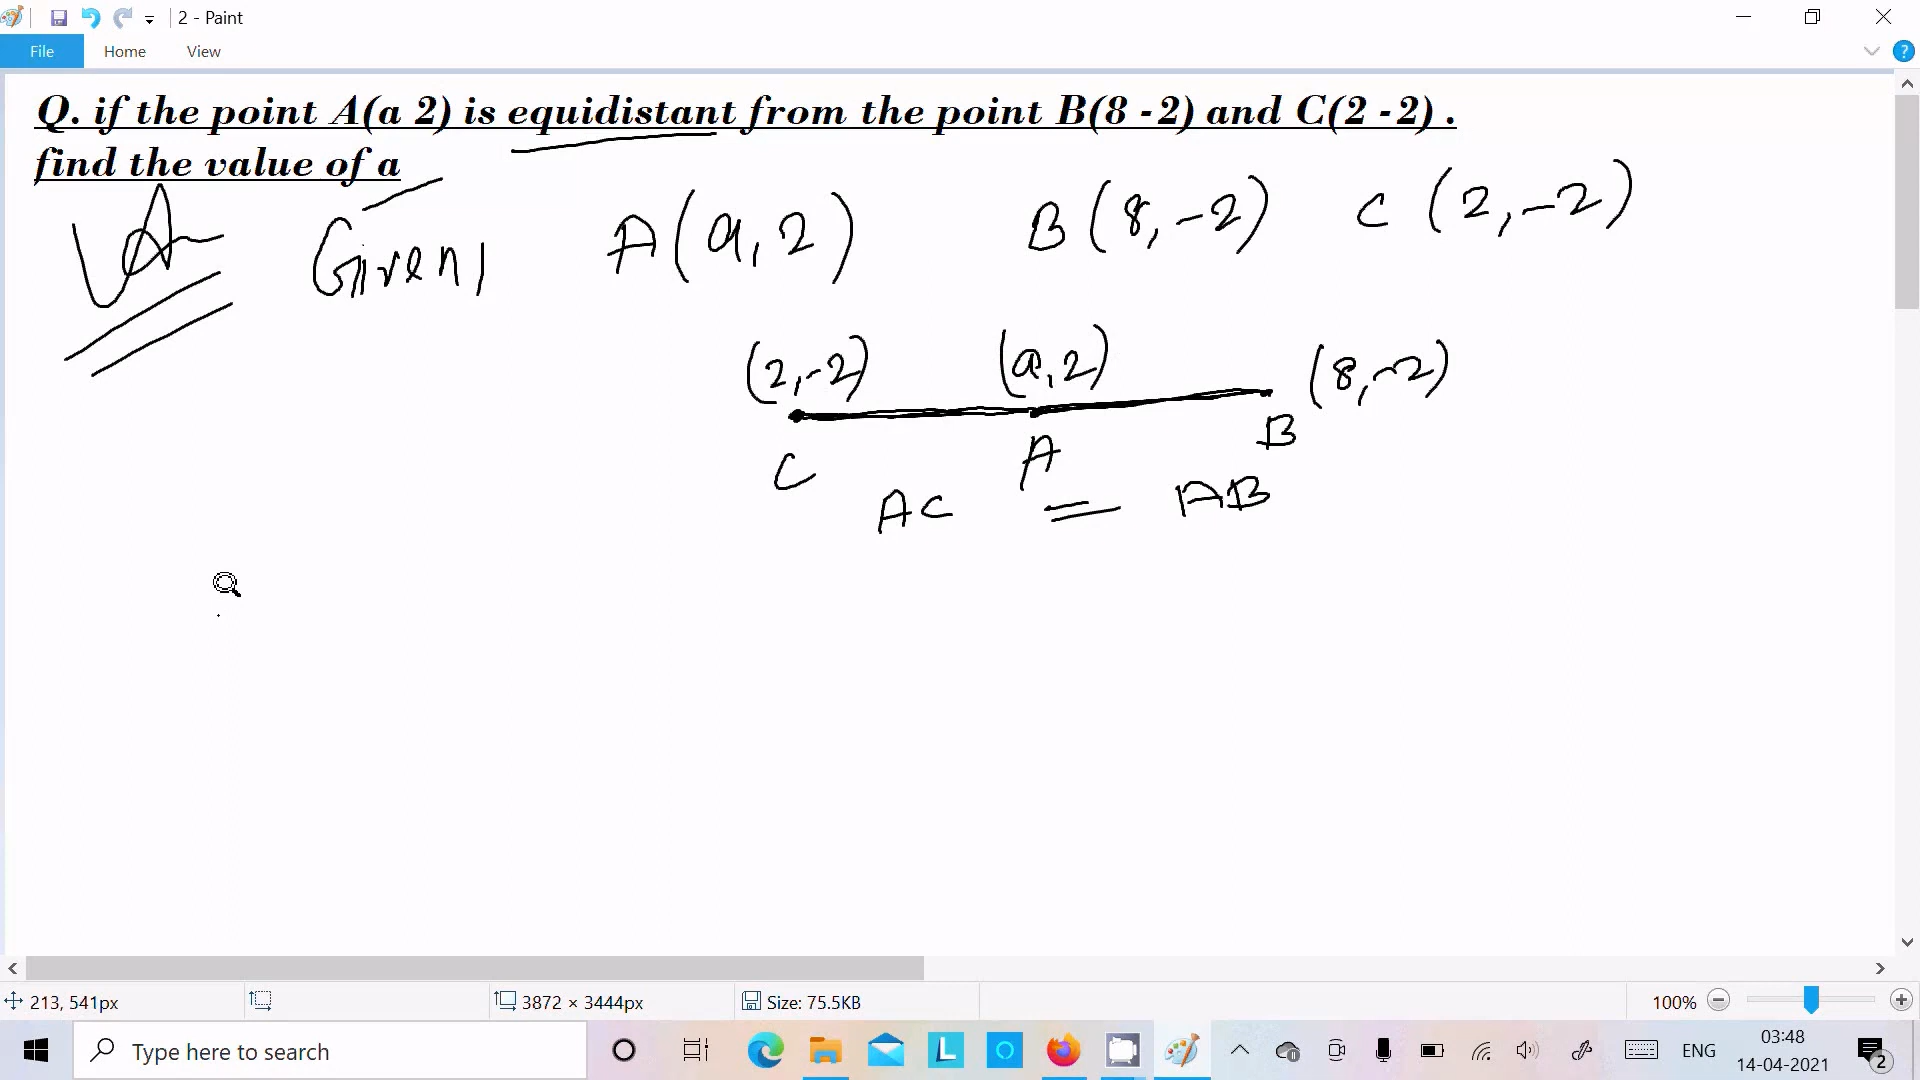 2 - Paint
File Home View
Q. if the point A(a 2) is equidistant from the point B(8 -2) and C(2 -2) .
find the value of a
Given, A(a,2) B(8,-2) C(2,-2)
(2,-2) (a,2) (8,-2)
C A B
AC = AB
213, 541px 3872 × 3444px Size: 75.5KB 100%
Type here to search
ENG
03:48
14-04-2021
2